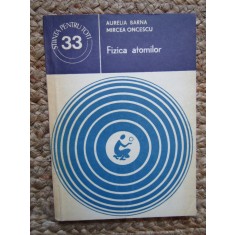 ȘTIINȚA PENTRU TOȚI
33
AURELIA BARNA
MIRCEA ONCESCU
Fizica atomilor